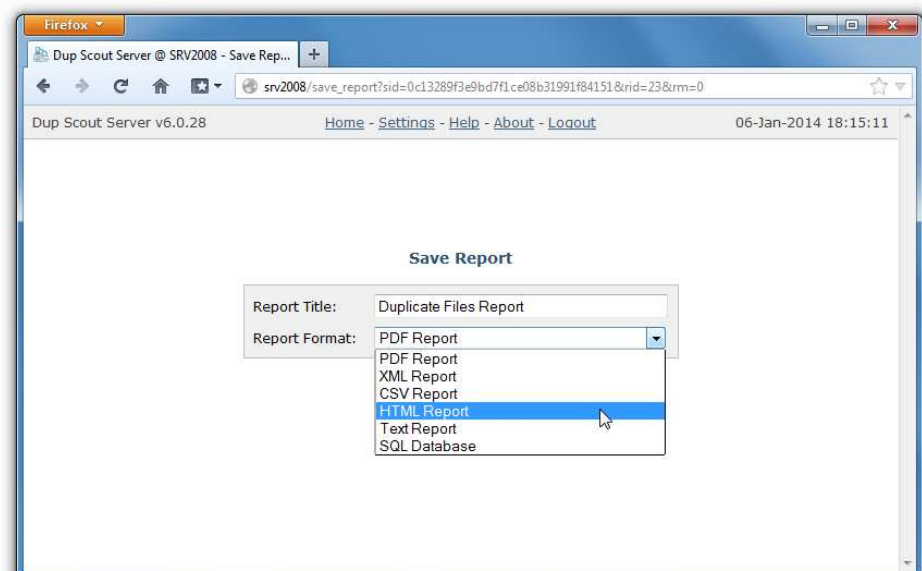 Firefox
Dup Scout Server @ SRV2008 - Save Rep...
srv2008/save_report?sid=0c13289f3e9bd7f1ce08b31991f84151&rid=23&rm=0
Dup Scout Server v6.0.28 Home - Settings - Help - About - Logout 06-Jan-2014 18:15:11
Save Report
Report Title: Duplicate Files Report
Report Format: PDF Report
PDF Report
XML Report
CSV Report
HTML Report
Text Report
SQL Database